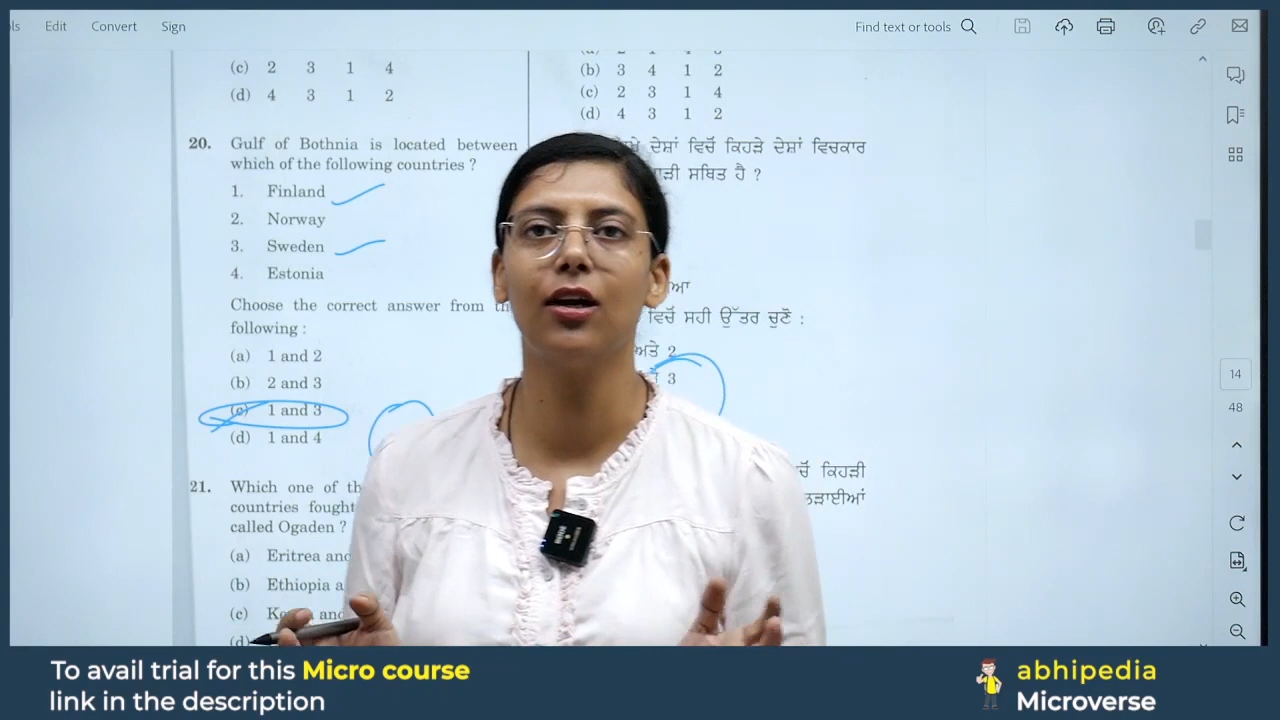 Edit Convert Sign Find text or tools
(c) 2 3 1 4
(d) 4 3 1 2
20. Gulf of Bothnia is located between
which of the following countries ?
1. Finland
2. Norway
3. Sweden
4. Estonia
Choose the correct answer from
following :
(a) 1 and 2
(b) 2 and 3
(c) 1 and 3
(d) 1 and 4
21. Which one of
countries fought
called Ogaden ?
(a) Eritrea
(b) Ethiopia
(c)
(d)
(b) 3 4 1 2
(c) 2 3 1 4
(d) 4 3 1 2
ਦੇਸ਼ਾਂ ਵਿਚੋਂ ਕਿਹੜੇ ਦੇਸ਼ਾਂ ਵਿਚਕਾਰ
ਸਥਿਤ ਹੈ ?
ਵਿਚੋਂ ਸਹੀ ਉੱਤਰ ਚੁਣੋ :
ਅਤੇ 2
3
ਕਿਹੜੀ
ਲੜਾਈਆਂ
14
48
To avail trial for this Micro course
link in the description
abhipedia
Microverse